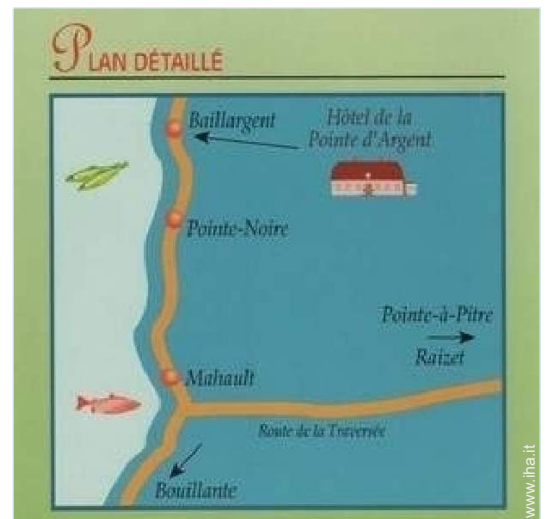 PLAN DÉTAILLÉ
Baillargent
Hôtel de la
Pointe d'Argent
Pointe-Noire
Pointe-à-Pitre
Raizet
Mahault
Route de la Traversée
Bouillante
www.iha.it